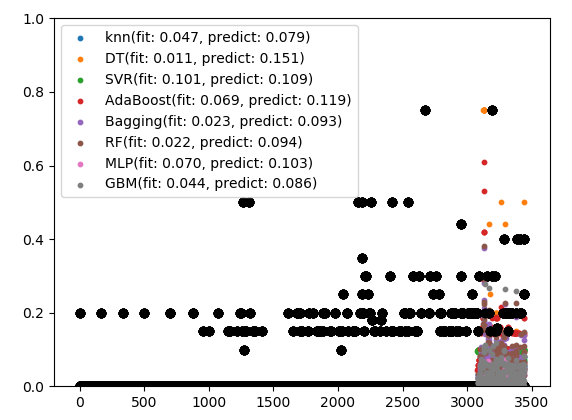 1.0
0.8
0.6
0.4
0.2
0.0
knn(fit: 0.047, predict: 0.079)
DT(fit: 0.011, predict: 0.151)
SVR(fit: 0.101, predict: 0.109)
AdaBoost(fit: 0.069, predict: 0.119)
Bagging(fit: 0.023, predict: 0.093)
RF(fit: 0.022, predict: 0.094)
MLP(fit: 0.070, predict: 0.103)
GBM(fit: 0.044, predict: 0.086)
0 500 1000 1500 2000 2500 3000 3500